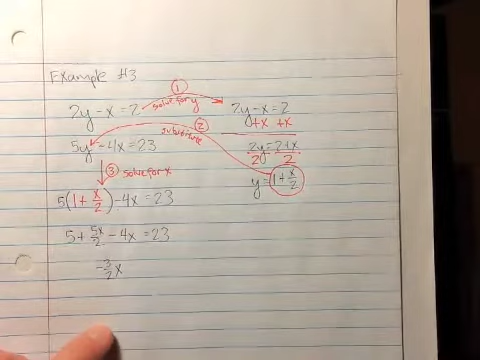 Example #3
2y - x = 2
① solve for y
2y - x = 2
+x +x
5y - 4x = 23
② substitute
2y = 2 + x
2 2
③ solve for x
y = 1 + x/2
5(1 + x/2) - 4x = 23
5 + 5x/2 - 4x = 23
-3/2 x